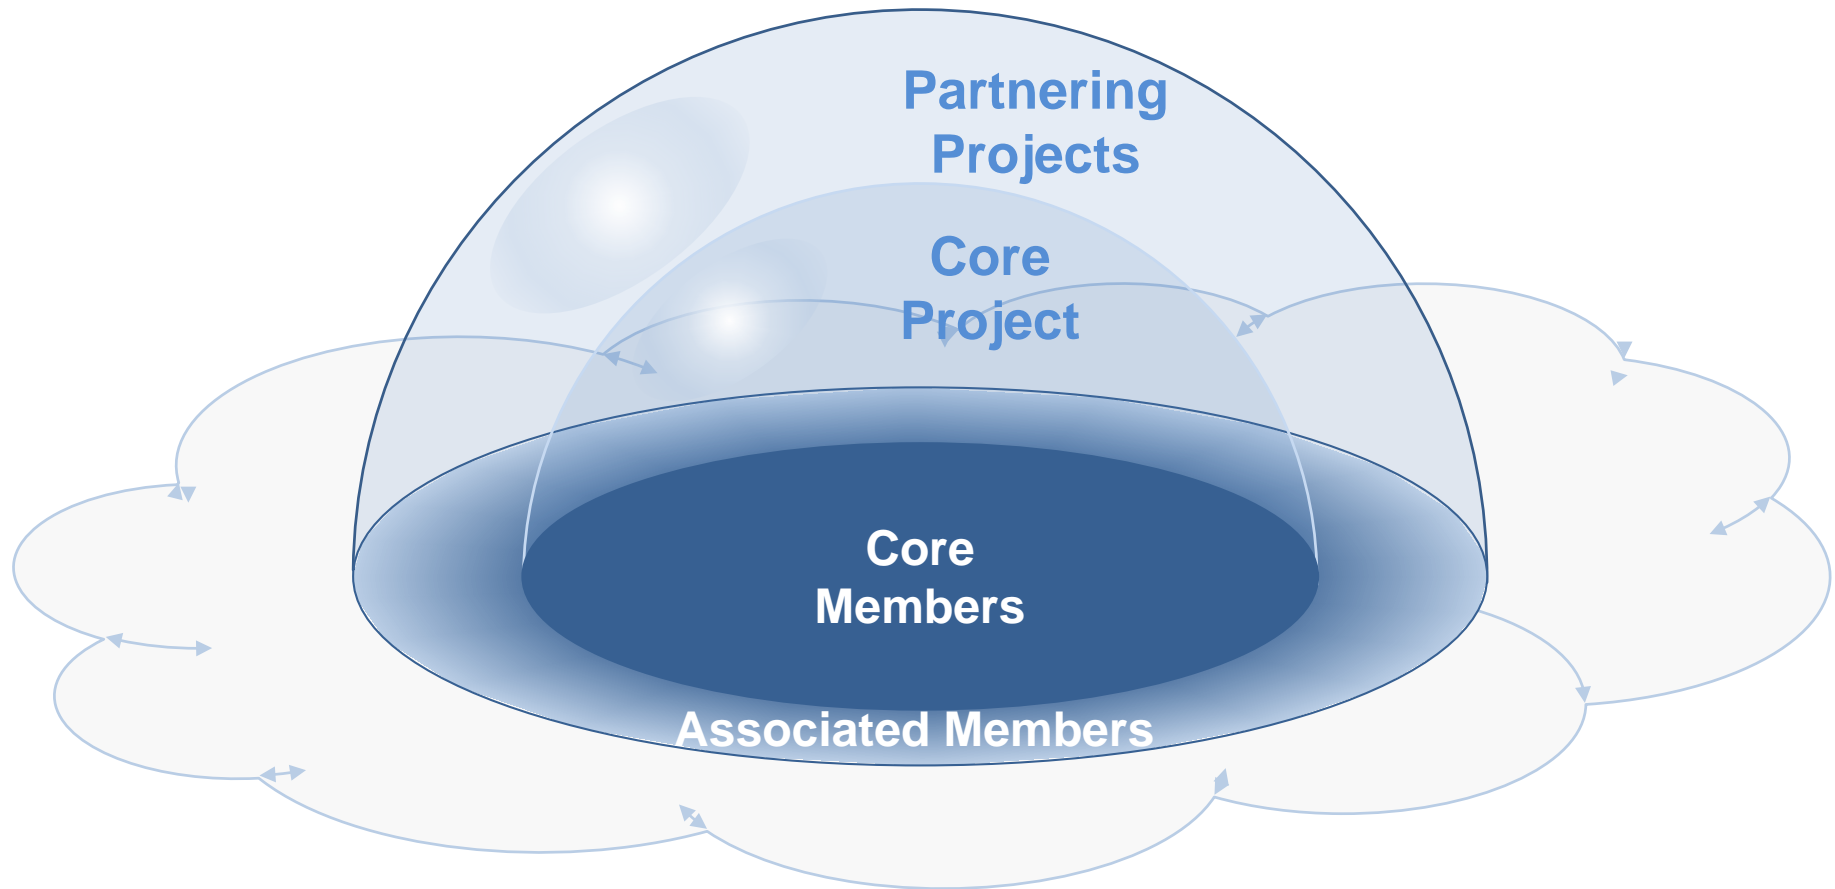 Partnering
Projects
Core
Project
Core
Members
Associated Members